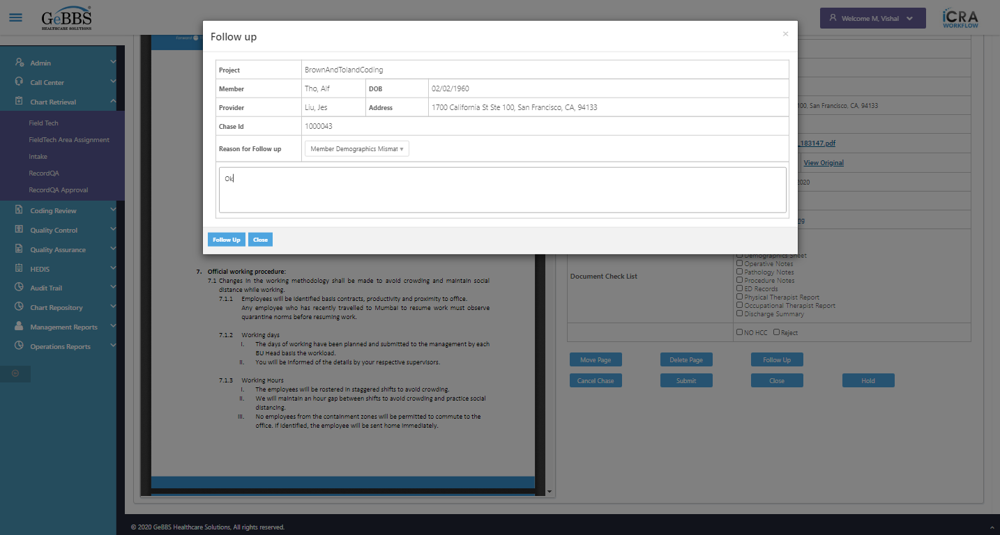 GeBBS
HEALTHCARE SOLUTIONS
Welcome M, Vishal
iCRA
WORKFLOW
Admin
Call Center
Chart Retrieval
Field Tech
FieldTech Area Assignment
Intake
RecordQA
RecordQA Approval
Coding Review
Quality Control
Quality Assurance
HEDIS
Audit Trail
Chart Repository
Management Reports
Operations Reports
Forward
Follow up
×
Project BrownAndTolandCoding
Member Tho, Alf DOB 02/02/1960
Provider Liu, Jes Address 1700 California St Ste 100, San Francisco, CA, 94133
Chase Id 1000043
Reason for Follow up Member Demographics Mismat
Ok
Follow Up Close
7. Official working procedure:
7.1 Changes in the working methodology shall be made to avoid crowding and maintain social
distance while working.
7.1.1 Employees will be identified basis contracts, productivity and proximity to office.
Any employee who has recently travelled to Mumbai to resume work must observe
quarantine norms before resuming work.
7.1.2 Working days
I. The days of working have been planned and submitted to the management by each
BU Head basis the workload.
II. You will be informed of the details by your respective supervisors.
7.1.3 Working Hours
I. The employees will be rostered in staggered shifts to avoid crowding.
II. We will maintain an hour gap between shifts to avoid crowding and practice social
distancing.
III. No employees from the containment zones will be permitted to commute to the
office. If identified, the employee will be sent home immediately.
100, San Francisco, CA, 94133
_183147.pdf
View Original
2020
ng
Document Check List
Demographics Sheet
Operative Notes
Pathology Notes
Procedure Notes
ED Records
Physical Therapist Report
Occupational Therapist Report
Discharge Summary
NO HCC Reject
Move Page Delete Page Follow Up
Cancel Chase Submit Close Hold
© 2020 GeBBS Healthcare Solutions, All rights reserved.